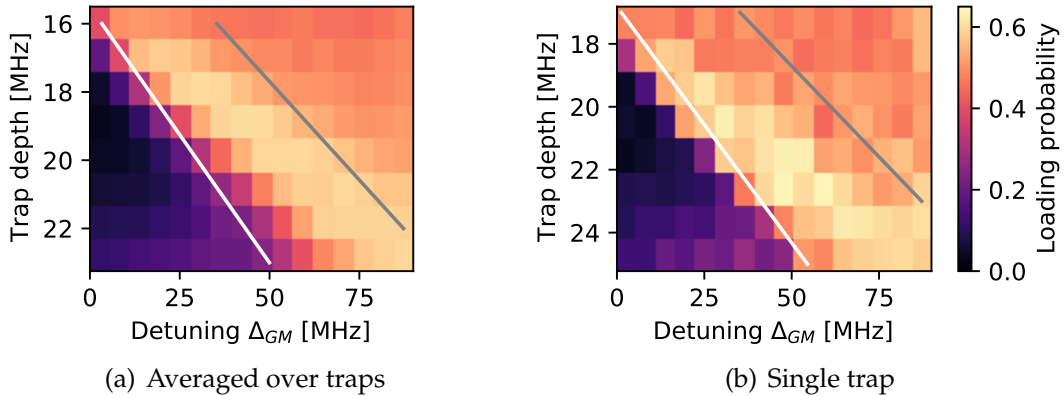 16
18
20
22
Trap depth [MHz]
0
25
50
75
Detuning Δ_GM [MHz]
(a) Averaged over traps
18
20
22
24
Trap depth [MHz]
0
25
50
75
Detuning Δ_GM [MHz]
(b) Single trap
0.6
0.4
0.2
0.0
Loading probability